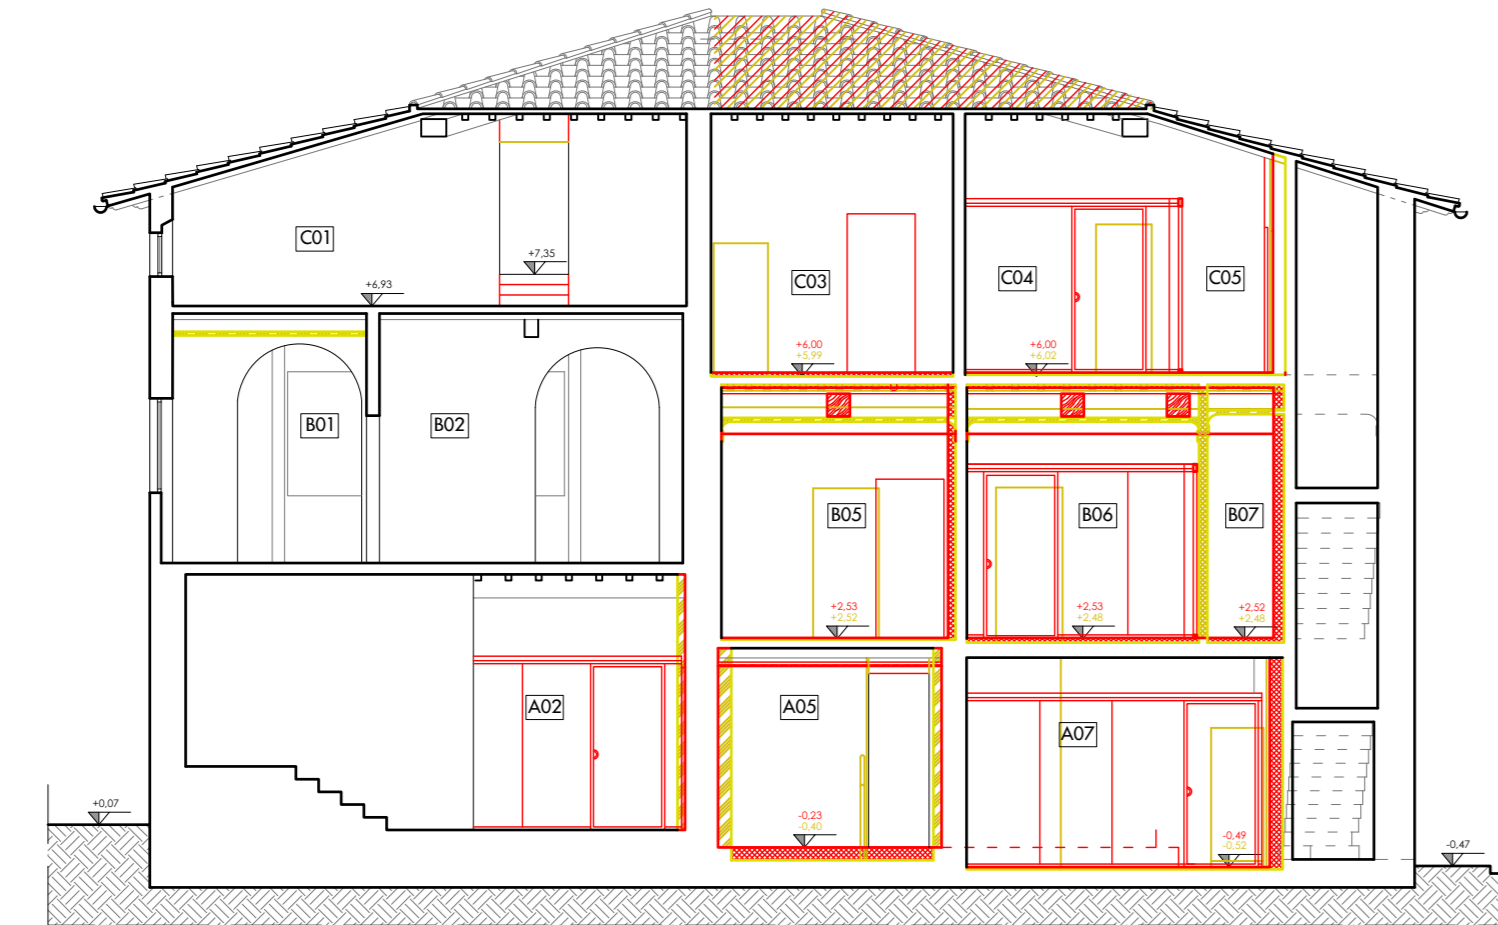 C01
+7,35
+6,93
C03
C04
C05
+6,00
+5,99
+6,00
+6,02
B01
B02
B05
B06
B07
+2,53
+2,52
+2,53
+2,48
+2,52
+2,48
A02
A05
A07
+0,07
-0,23
-0,40
-0,49
-0,52
-0,47